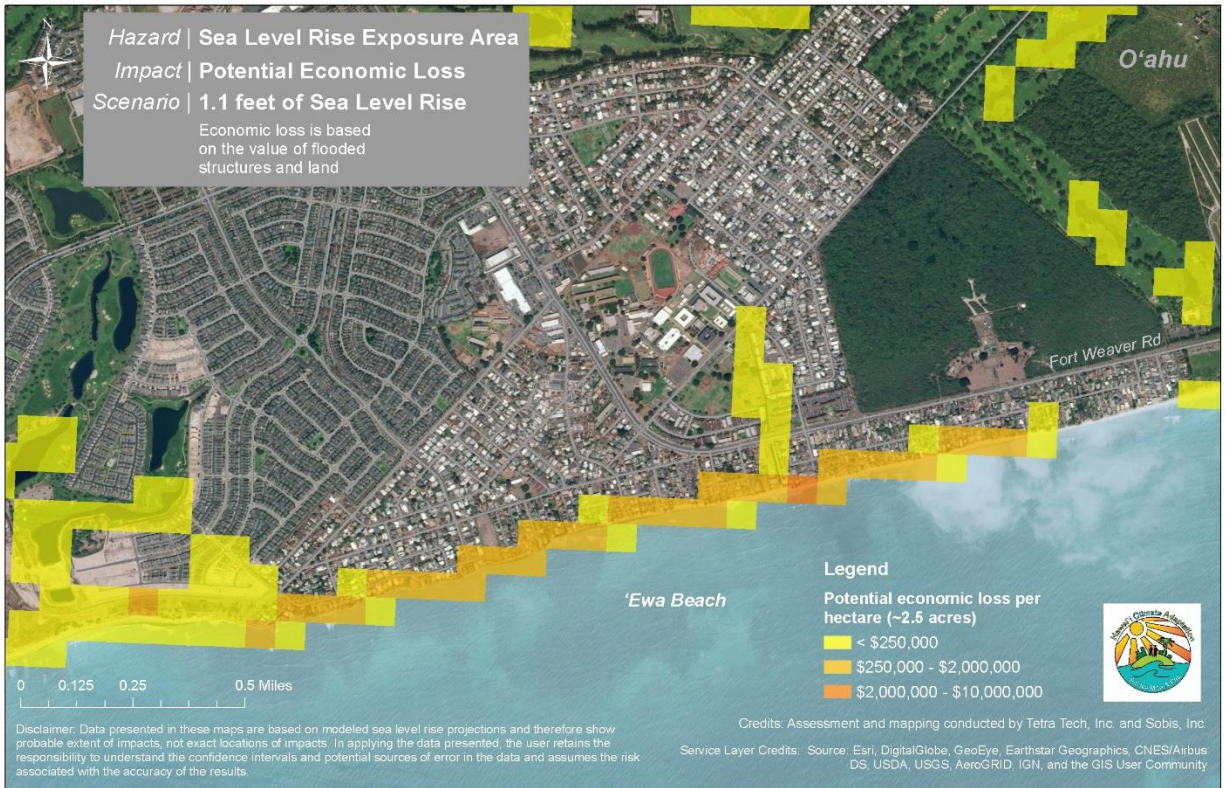 Hazard | Sea Level Rise Exposure Area
Impact | Potential Economic Loss
Scenario | 1.1 feet of Sea Level Rise
Economic loss is based
on the value of flooded
structures and land
O‘ahu
Fort Weaver Rd
‘Ewa Beach
Legend
Potential economic loss per
hectare (~2.5 acres)
< $250,000
$250,000 - $2,000,000
$2,000,000 - $10,000,000
Hawai‘i Climate Adaptation
0 0.125 0.25 0.5 Miles
Disclaimer: Data presented in these maps are based on modeled sea level rise projections and therefore show
probable extent of impacts, not exact locations of impacts. In applying the data presented, the user retains the
responsibility to understand the confidence intervals and potential sources of error in the data and assumes the risk
associated with the accuracy of the results.
Credits: Assessment and mapping conducted by Tetra Tech, Inc. and Sobis, Inc.
Service Layer Credits: Source: Esri, DigitalGlobe, GeoEye, Earthstar Geographics, CNES/Airbus
DS, USDA, USGS, AeroGRID, IGN, and the GIS User Community